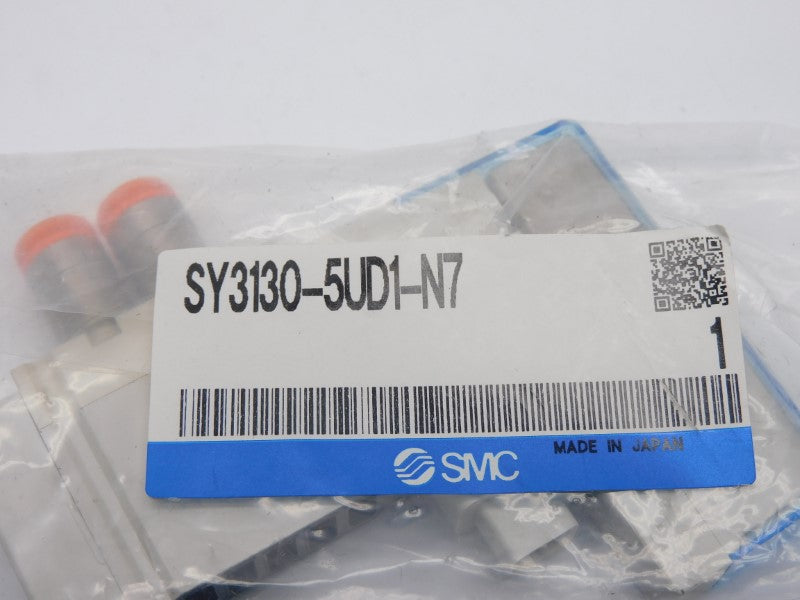 SY3130-5UD1-N7
1
SMC
MADE IN JAPAN